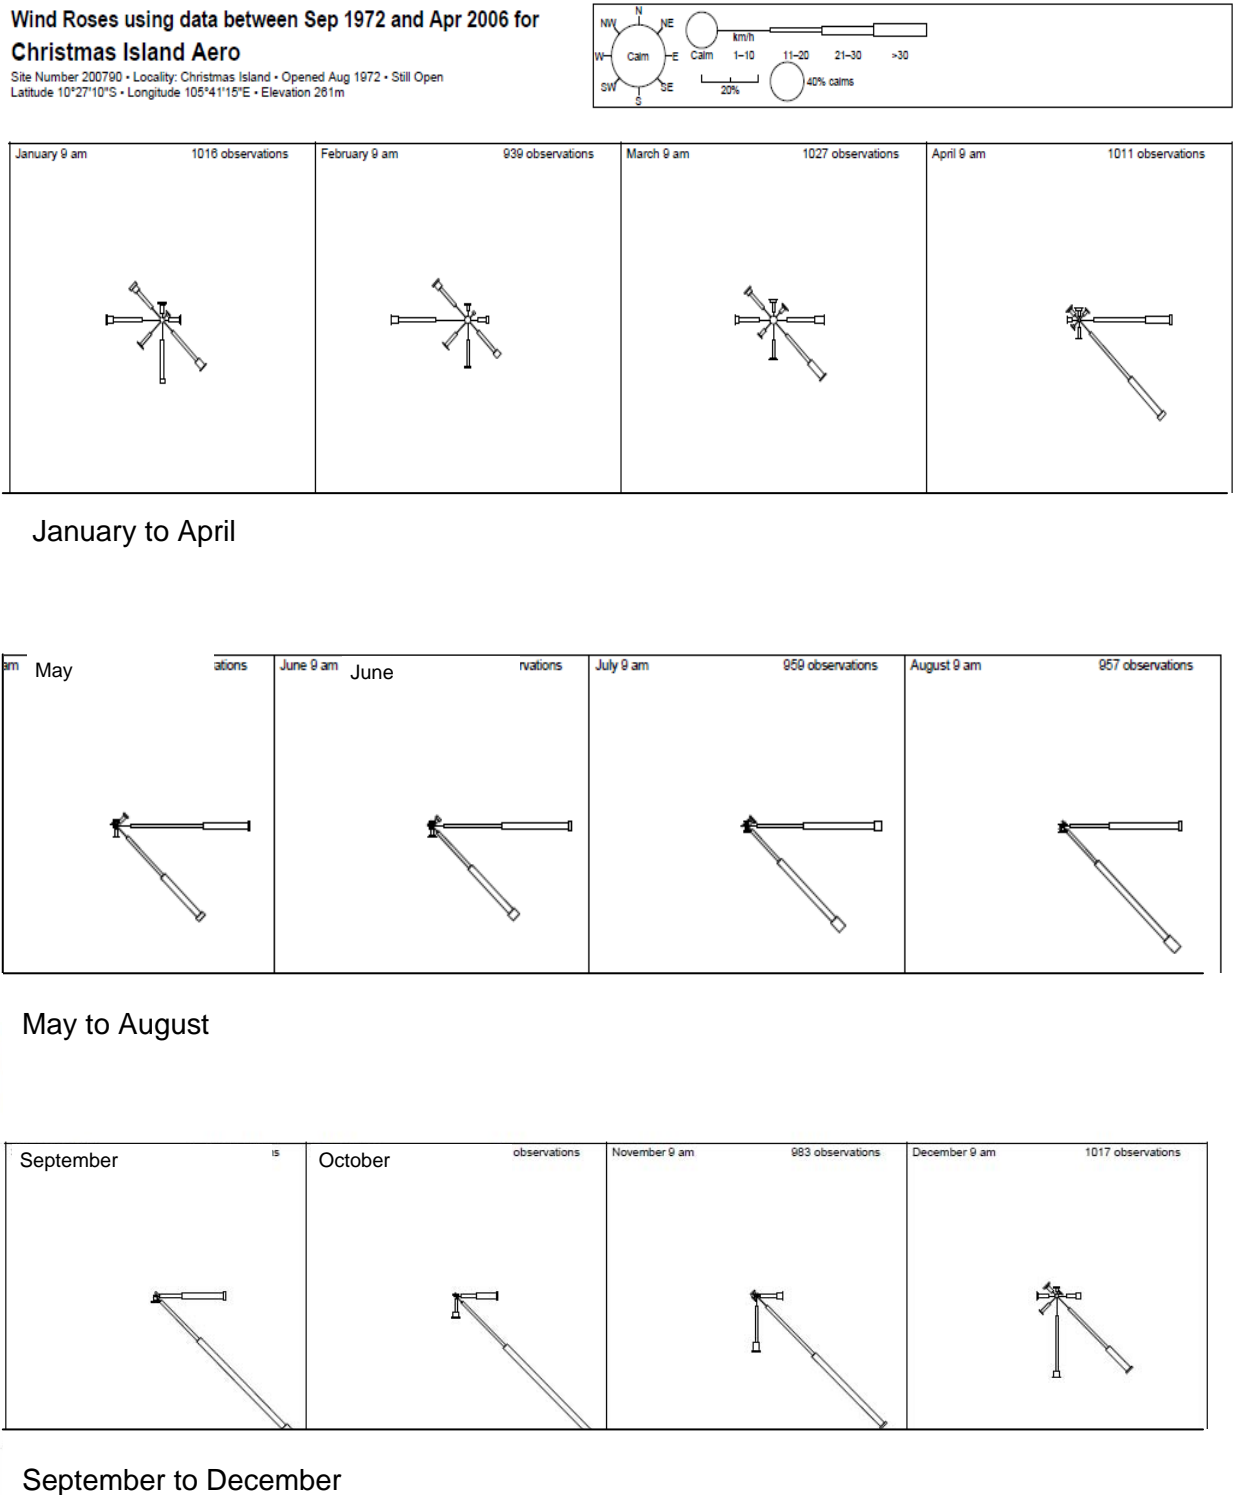 Wind Roses using data between Sep 1972 and Apr 2006 for
Christmas Island Aero
Site Number 200790 • Locality: Christmas Island • Opened Aug 1972 • Still Open
Latitude 10°27'10"S • Longitude 105°41'15"E • Elevation 261m
N
NW NE
W Calm E
SW SE
S
km/h
Calm 1–10 11–20 21–30 >30
20%
40% calms
January 9 am 1016 observations
February 9 am 939 observations
March 9 am 1027 observations
April 9 am 1011 observations
January to April
am May ations
June 9 am June rvations
July 9 am 959 observations
August 9 am 957 observations
May to August
September ns
October observations
November 9 am 983 observations
December 9 am 1017 observations
September to December